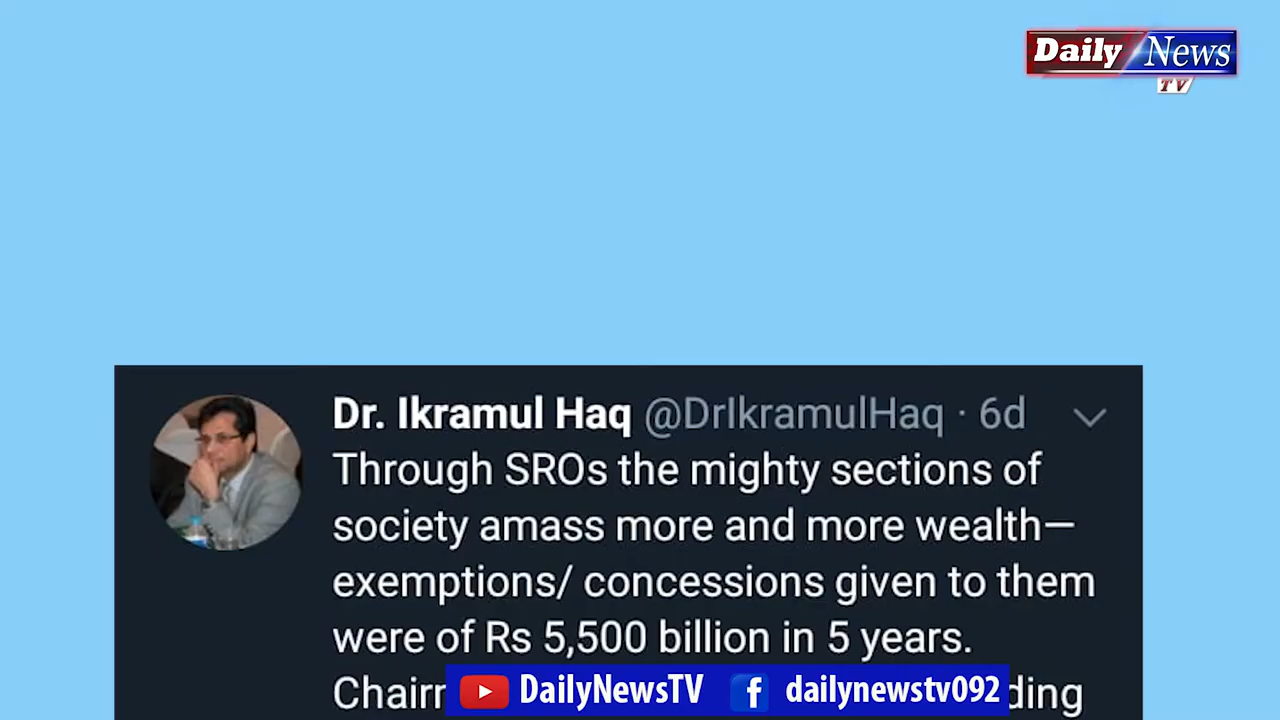 Daily News
TV
Dr. Ikramul Haq @DrIkramulHaq · 6d
Through SROs the mighty sections of
society amass more and more wealth—
exemptions/ concessions given to them
were of Rs 5,500 billion in 5 years.
DailyNewsTV dailynewstv092